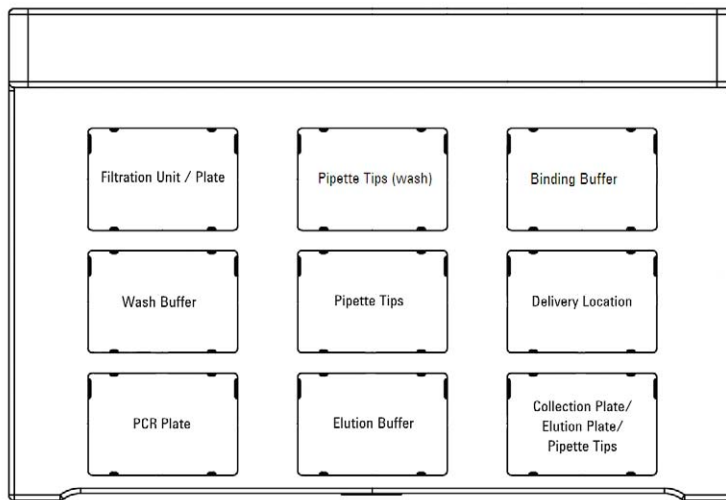 Filtration Unit / Plate
Pipette Tips (wash)
Binding Buffer
Wash Buffer
Pipette Tips
Delivery Location
PCR Plate
Elution Buffer
Collection Plate/
Elution Plate/
Pipette Tips